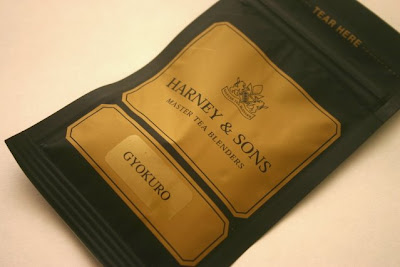 TEAR HERE
HARNEY & SONS
MASTER TEA BLENDERS
GYOKURO